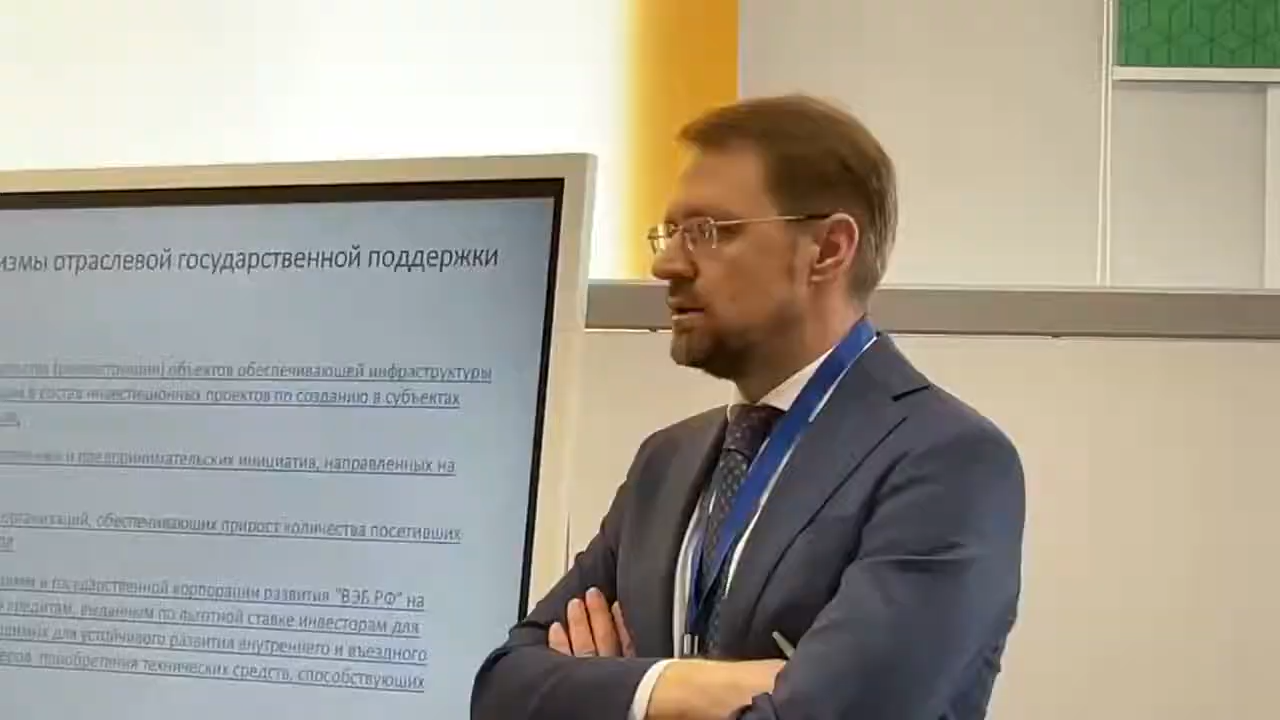 измы отраслевой государственной поддержки
объектов обеспечивающей инфраструктуры
в состав инвестиционных проектов по созданию в субъектах
и предпринимательских инициатив, направленных на
организаций, обеспечивающих прирост количества посетивших
и государственной корпорации развития "ВЭБ.РФ" на
кредитам, выданным по льготной ставке инвесторам для
для устойчивого развития внутреннего и въездного
приобретения технических средств, способствующих